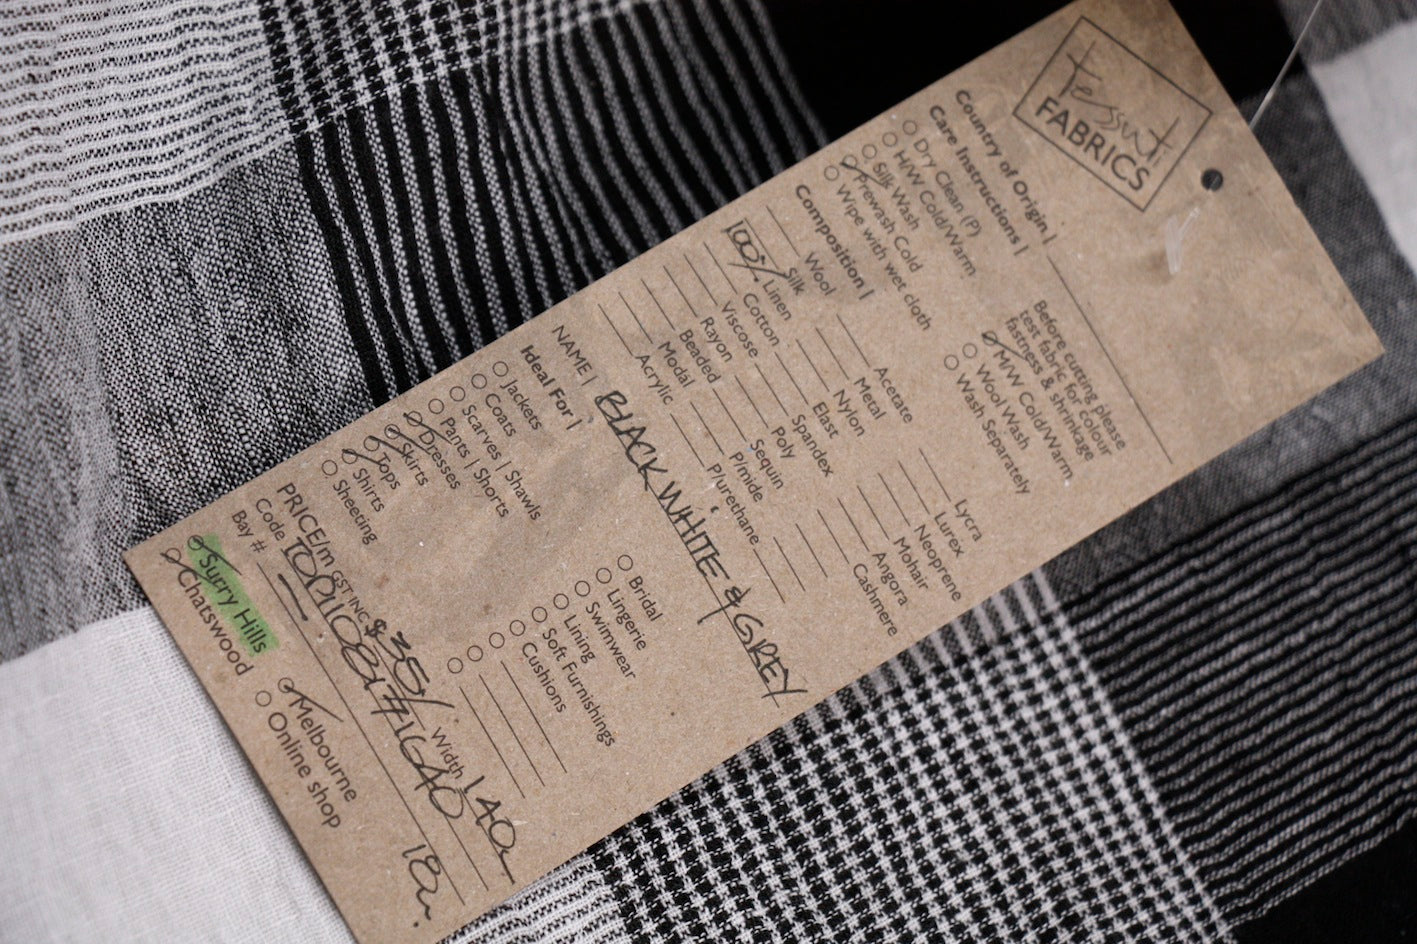 Tessuti
FABRICS
Country of Origin |
Care Instructions |
Dry Clean (P)
H/W Cold/Warm
Silk Wash
Prewash Cold
Wipe with wet cloth
Before cutting please
test fabric for colour
fastness & shrinkage
M/W Cold/Warm
Wool Wash
Wash Separately
Composition |
Wool
Silk
100% Linen
Cotton
Viscose
Rayon
Beaded
Modal
Acrylic
Acetate
Metal
Nylon
Elast
Spandex
Poly
Sequin
P/mide
P/urethane
Lycra
Lurex
Neoprene
Mohair
Angora
Cashmere
NAME | BLACK WHITE & GREY
Ideal For |
Jackets
Coats
Scarves | Shawls
Pants | Shorts
Dresses
Skirts
Tops
Shirts
Sheeting
Bridal
Lingerie
Swimwear
Lining
Soft Furnishings
Cushions
PRICE/m GST INC $35/ Width 140
Code
Bay #
Surry Hills
Chatswood
Melbourne
Online shop